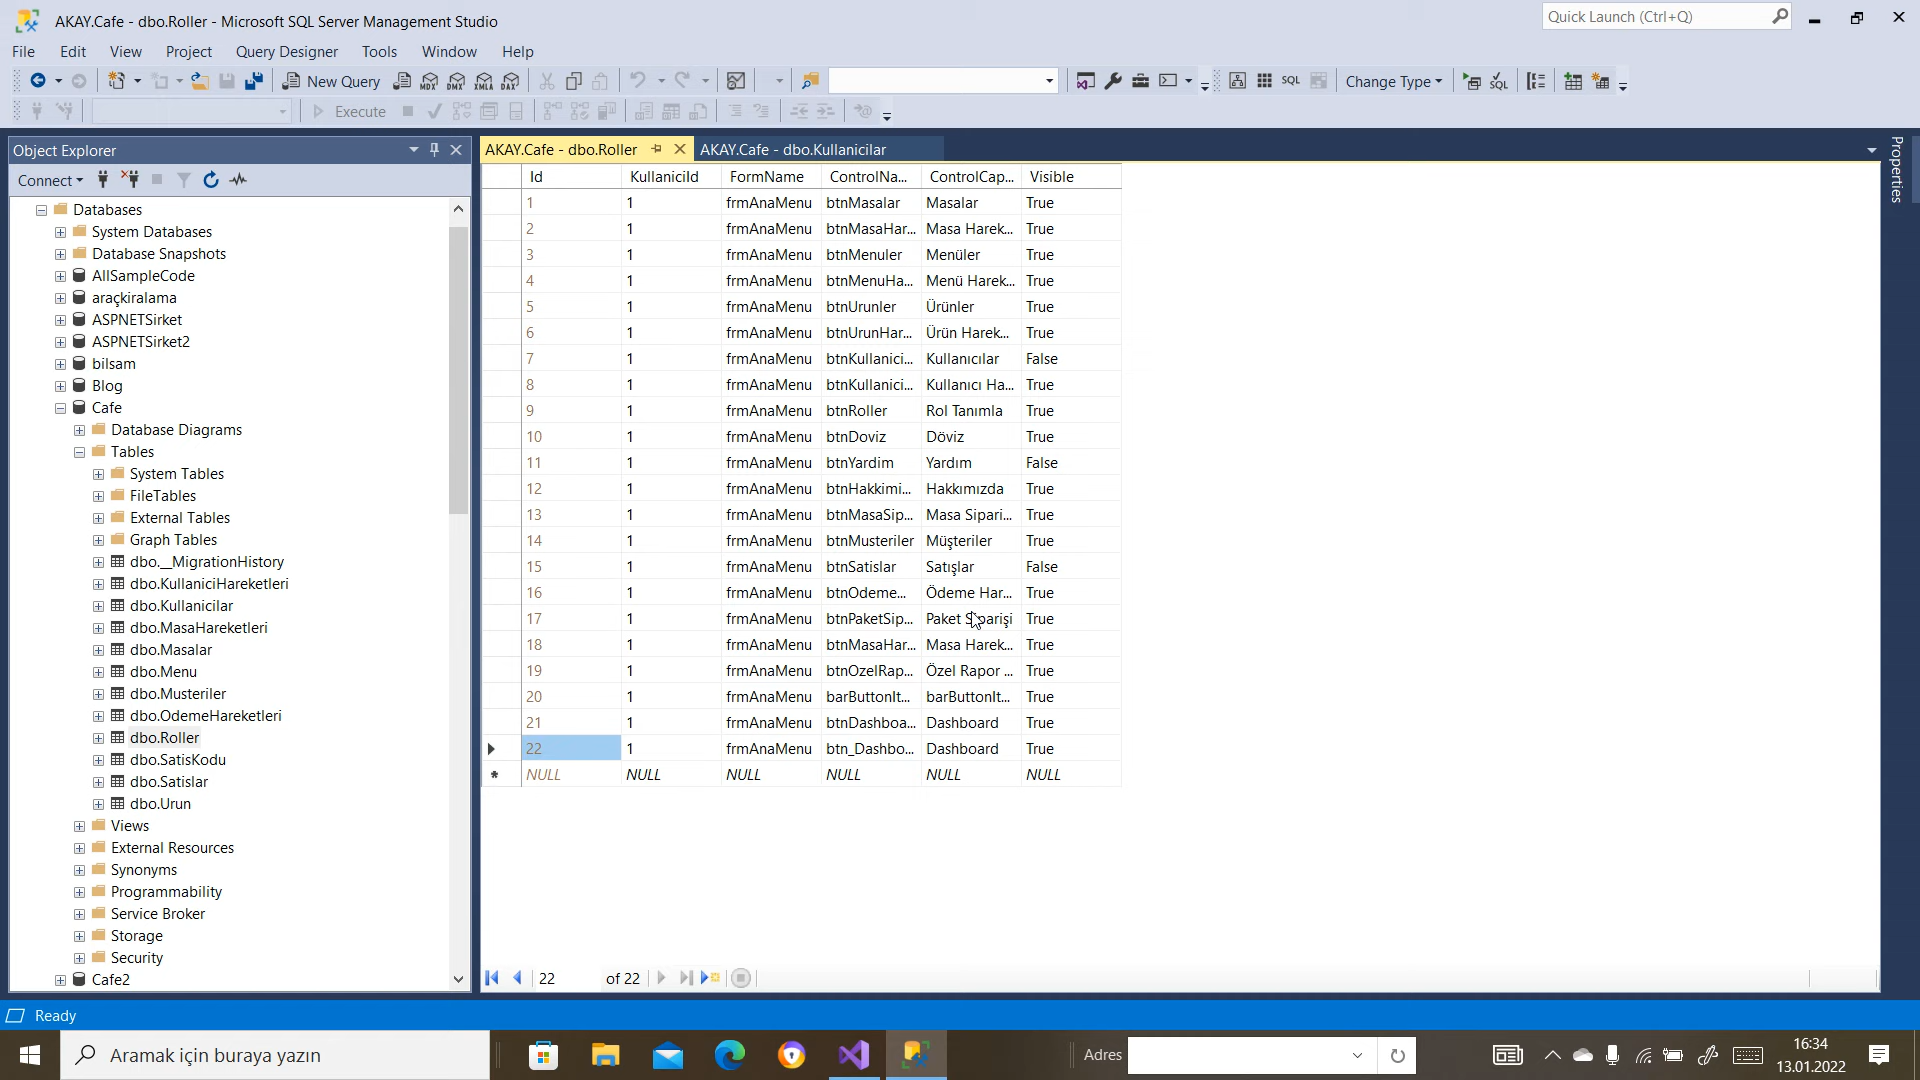 AKAY.Cafe - dbo.Roller - Microsoft SQL Server Management Studio
Quick Launch (Ctrl+Q)
File Edit View Project Query Designer Tools Window Help
New Query MDX DMX XMLA DAX SQL Change Type SQL
Execute
Object Explorer
Connect
Databases
System Databases
Database Snapshots
AllSampleCode
araçkiralama
ASPNETSirket
ASPNETSirket2
bilsam
Blog
Cafe
Database Diagrams
Tables
System Tables
FileTables
External Tables
Graph Tables
dbo.__MigrationHistory
dbo.KullaniciHareketleri
dbo.Kullanicilar
dbo.MasaHareketleri
dbo.Masalar
dbo.Menu
dbo.Musteriler
dbo.OdemeHareketleri
dbo.Roller
dbo.SatisKodu
dbo.Satislar
dbo.Urun
Views
External Resources
Synonyms
Programmability
Service Broker
Storage
Security
Cafe2
AKAY.Cafe - dbo.Roller AKAY.Cafe - dbo.Kullanicilar
Id KullaniciId FormName ControlNa... ControlCap... Visible
1 1 frmAnaMenu btnMasalar Masalar True
2 1 frmAnaMenu btnMasaHar... Masa Harek... True
3 1 frmAnaMenu btnMenuler Menüler True
4 1 frmAnaMenu btnMenuHa... Menü Harek... True
5 1 frmAnaMenu btnUrunler Ürünler True
6 1 frmAnaMenu btnUrunHar... Ürün Harek... True
7 1 frmAnaMenu btnKullanici... Kullanıcılar False
8 1 frmAnaMenu btnKullanici... Kullanıcı Ha... True
9 1 frmAnaMenu btnRoller Rol Tanımla True
10 1 frmAnaMenu btnDoviz Döviz True
11 1 frmAnaMenu btnYardim Yardım False
12 1 frmAnaMenu btnHakkimi... Hakkımızda True
13 1 frmAnaMenu btnMasaSip... Masa Sipari... True
14 1 frmAnaMenu btnMusteriler Müşteriler True
15 1 frmAnaMenu btnSatislar Satışlar False
16 1 frmAnaMenu btnOdeme... Ödeme Har... True
17 1 frmAnaMenu btnPaketSip... Paket Siparişi True
18 1 frmAnaMenu btnMasaHar... Masa Harek... True
19 1 frmAnaMenu btnOzelRap... Özel Rapor ... True
20 1 frmAnaMenu barButtonIt... barButtonIt... True
21 1 frmAnaMenu btnDashboa... Dashboard True
22 1 frmAnaMenu btn_Dashbo... Dashboard True
NULL NULL NULL NULL NULL NULL
22 of 22
Properties
Ready
Aramak için buraya yazın
Adres
16:34
13.01.2022